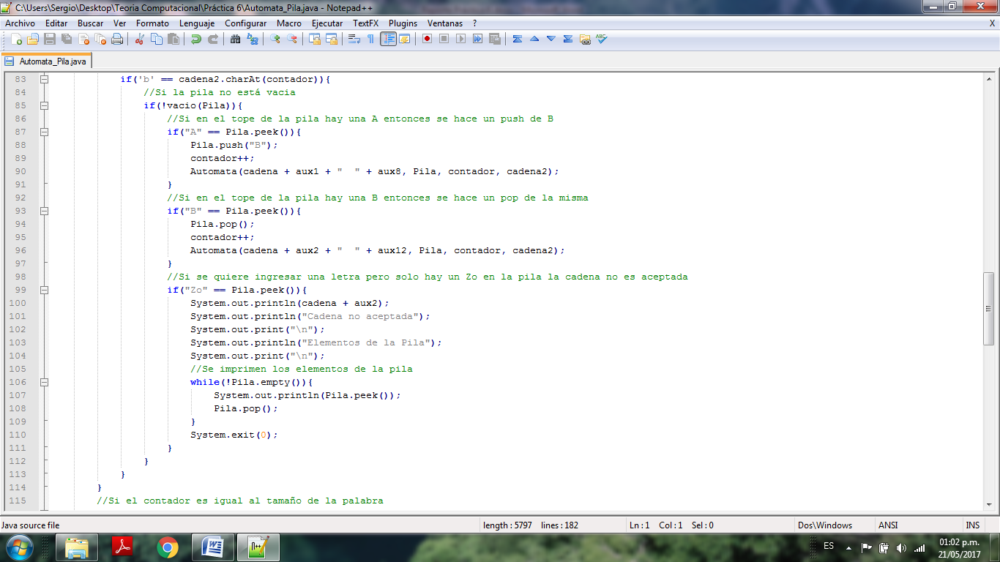 C:\Users\Sergio\Desktop\Teoria Computacional\Práctica 6\Automata_Pila.java - Notepad++
Archivo Editar Buscar Ver Formato Lenguaje Configurar Macro Ejecutar TextFX Plugins Ventanas ? X
Automata_Pila.java
83 if('b' == cadena2.charAt(contador)){
84 //Si la pila no está vacia
85 if(!vacio(Pila)){
86 //Si en el tope de la pila hay una A entonces se hace un push de B
87 if("A" == Pila.peek()){
88 Pila.push("B");
89 contador++;
90 Automata(cadena + aux1 + "  " + aux8, Pila, contador, cadena2);
91 }
92 //Si en el tope de la pila hay una B entonces se hace un pop de la misma
93 if("B" == Pila.peek()){
94 Pila.pop();
95 contador++;
96 Automata(cadena + aux2 + "  " + aux12, Pila, contador, cadena2);
97 }
98 //Si se quiere ingresar una letra pero solo hay un Zo en la pila la cadena no es aceptada
99 if("Zo" == Pila.peek()){
100 System.out.println(cadena + aux2);
101 System.out.println("Cadena no aceptada");
102 System.out.print("\n");
103 System.out.println("Elementos de la Pila");
104 System.out.print("\n");
105 //Se imprimen los elementos de la pila
106 while(!Pila.empty()){
107 System.out.println(Pila.peek());
108 Pila.pop();
109 }
110 System.exit(0);
111 }
112 }
113 }
114 }
115 //Si el contador es igual al tamaño de la palabra
Java source file length : 5797 lines : 182 Ln : 1 Col : 1 Sel : 0 Dos\Windows ANSI INS
ES 01:02 p.m.
21/05/2017